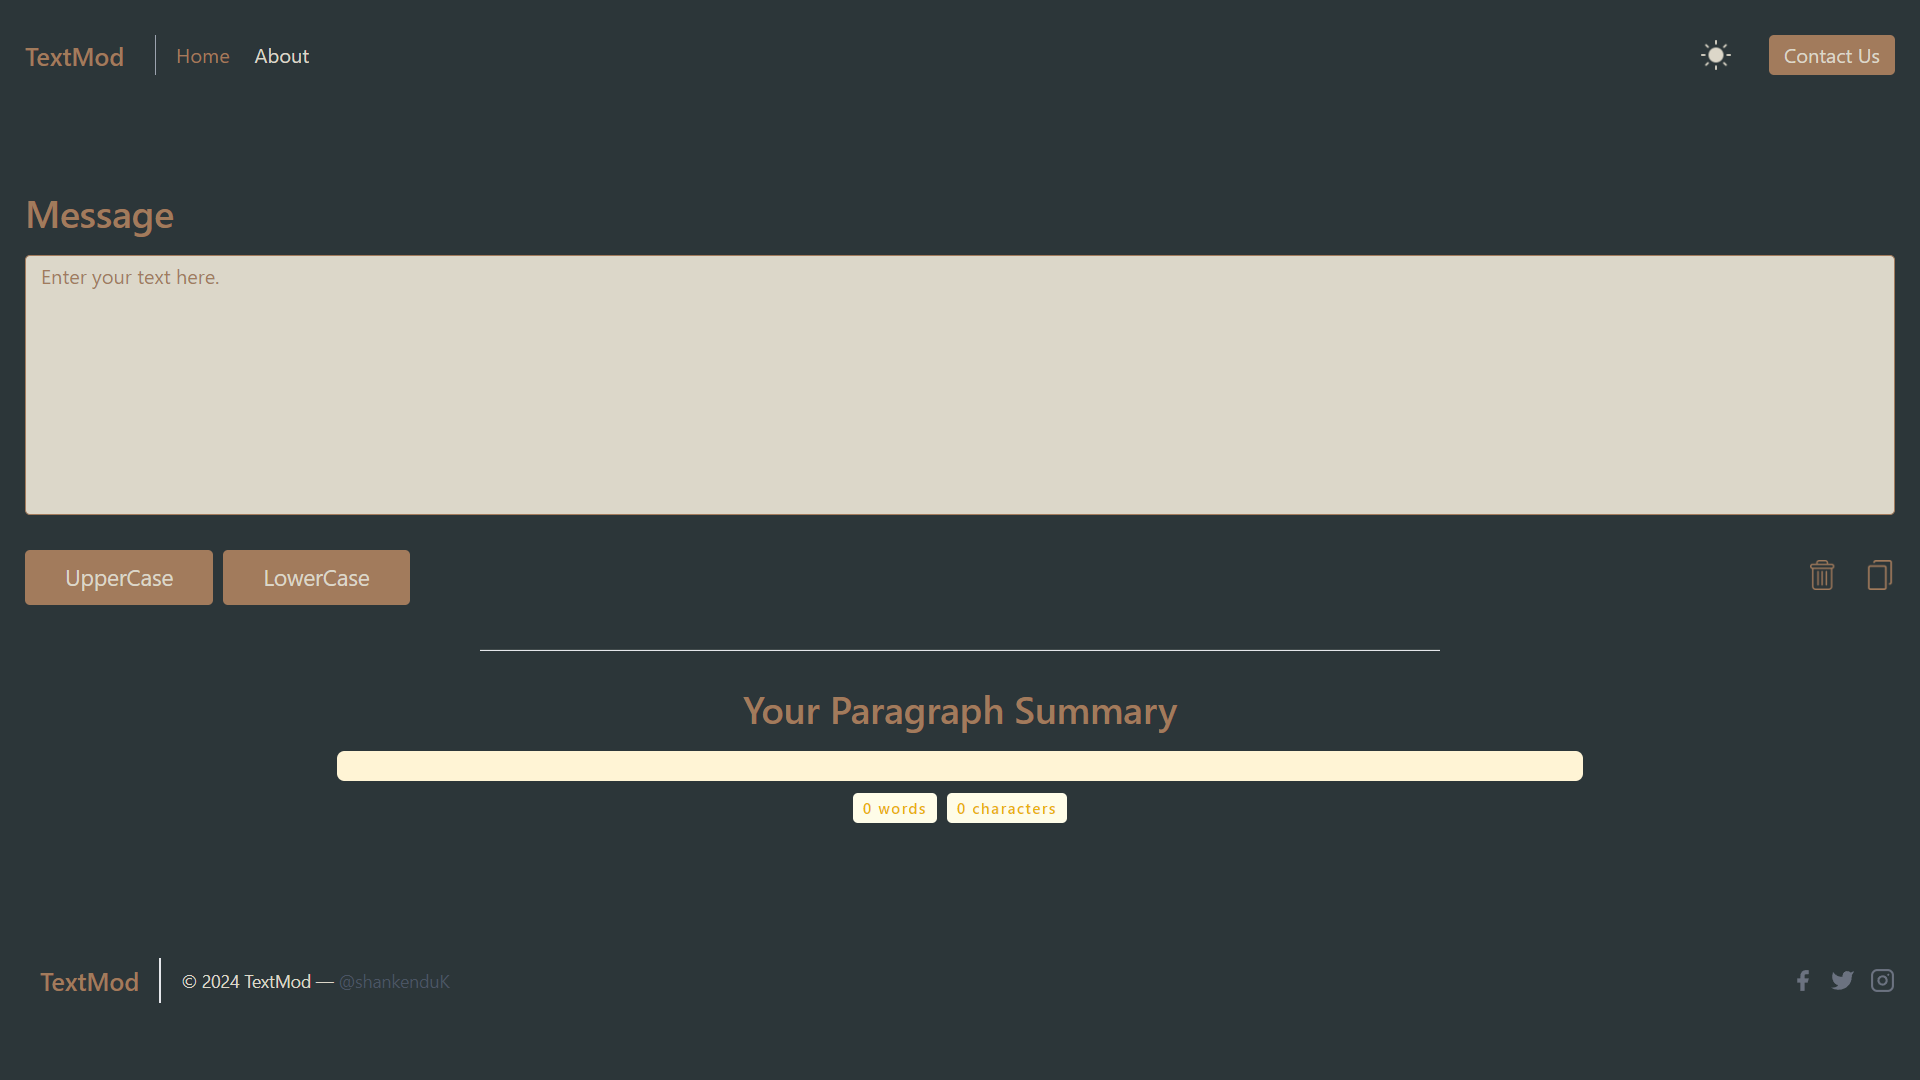 TextMod
Home About
Contact Us
Message
Enter your text here.
UpperCase LowerCase
Your Paragraph Summary
0 words 0 characters
TextMod
© 2024 TextMod — @shankenduK